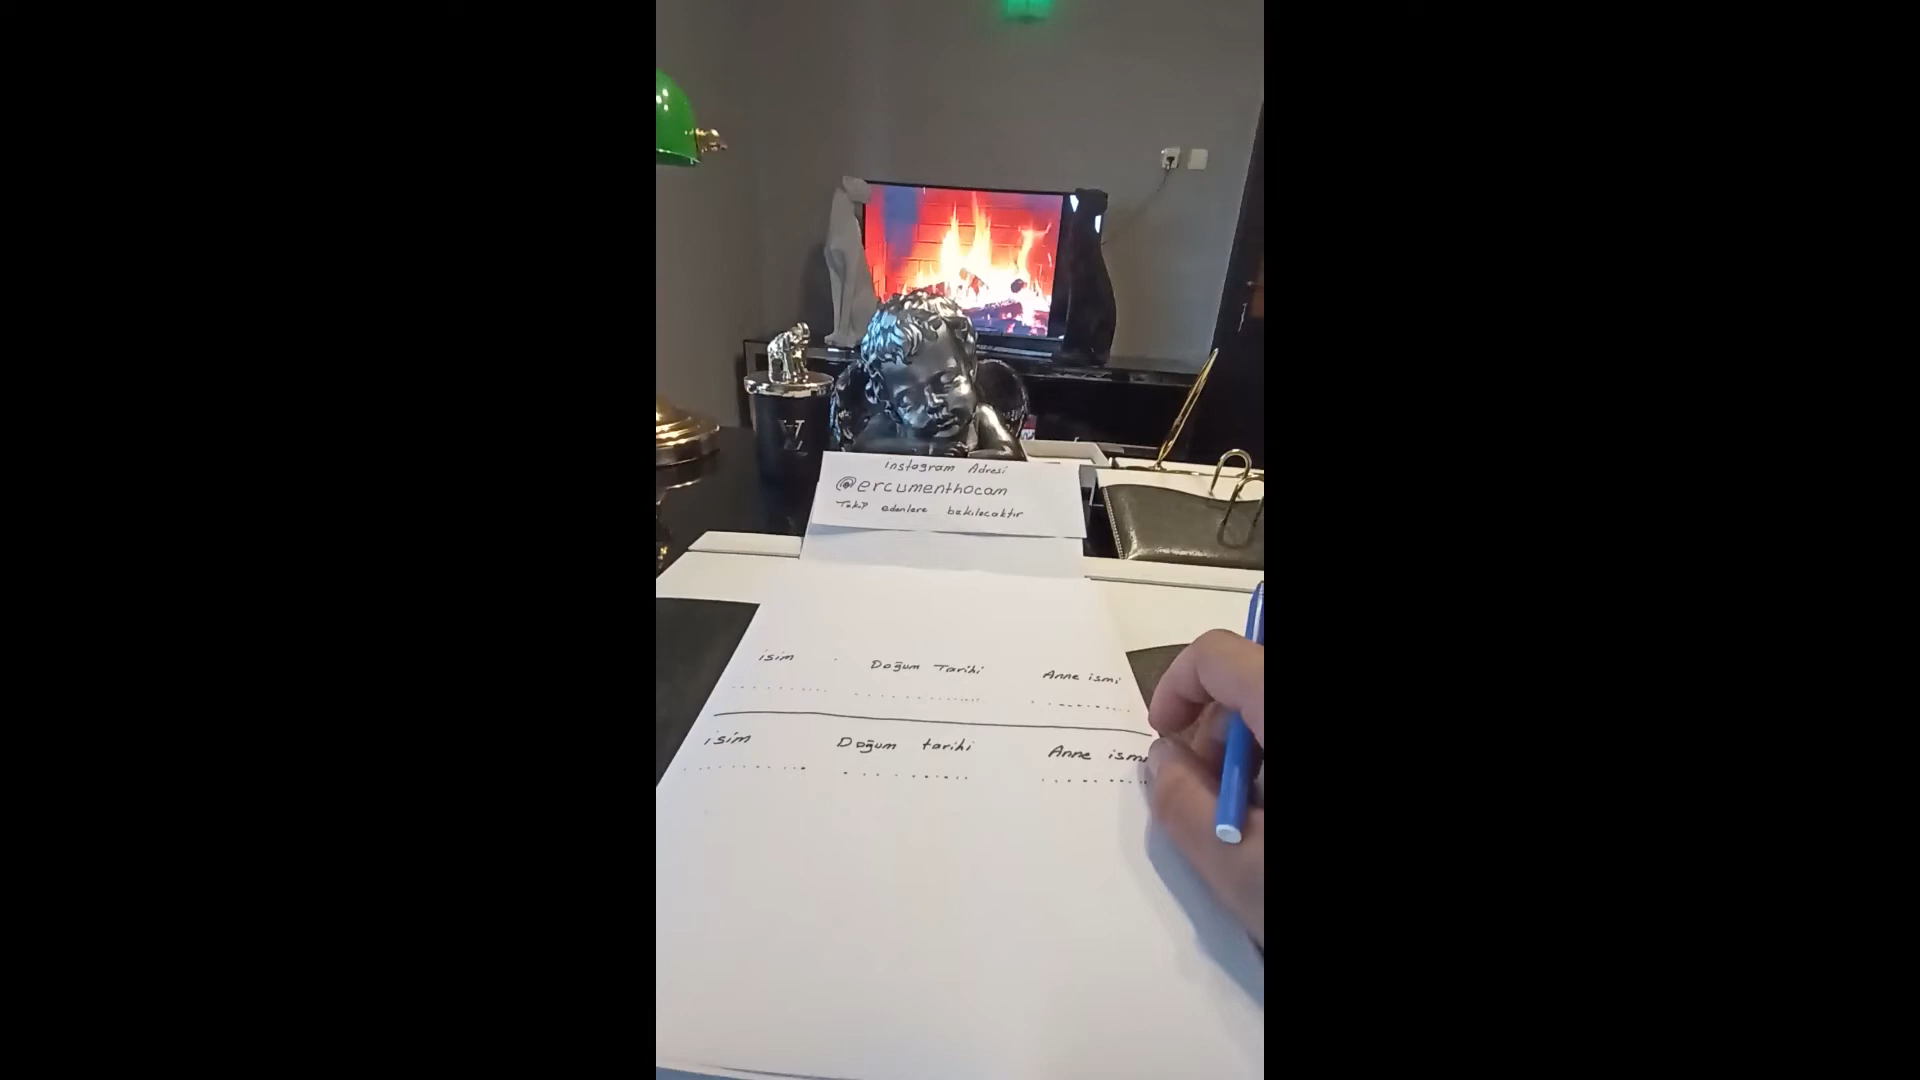 instagram Adresi
@ercumenthocam
Takip edenlere bakılacaktır
isim Doğum Tarihi Anne ismi
isim Doğum tarihi Anne ismi